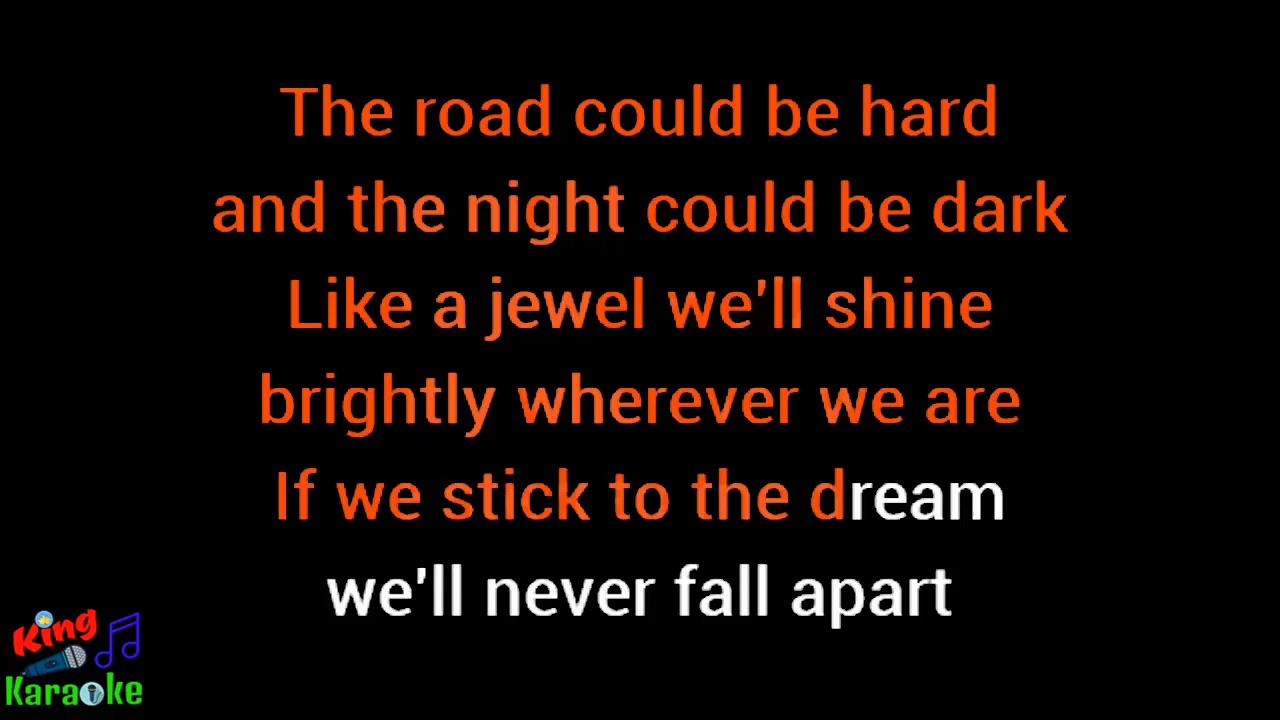 The road could be hard
and the night could be dark
Like a jewel we'll shine
brightly wherever we are
If we stick to the dream
we'll never fall apart
King
Karaoke